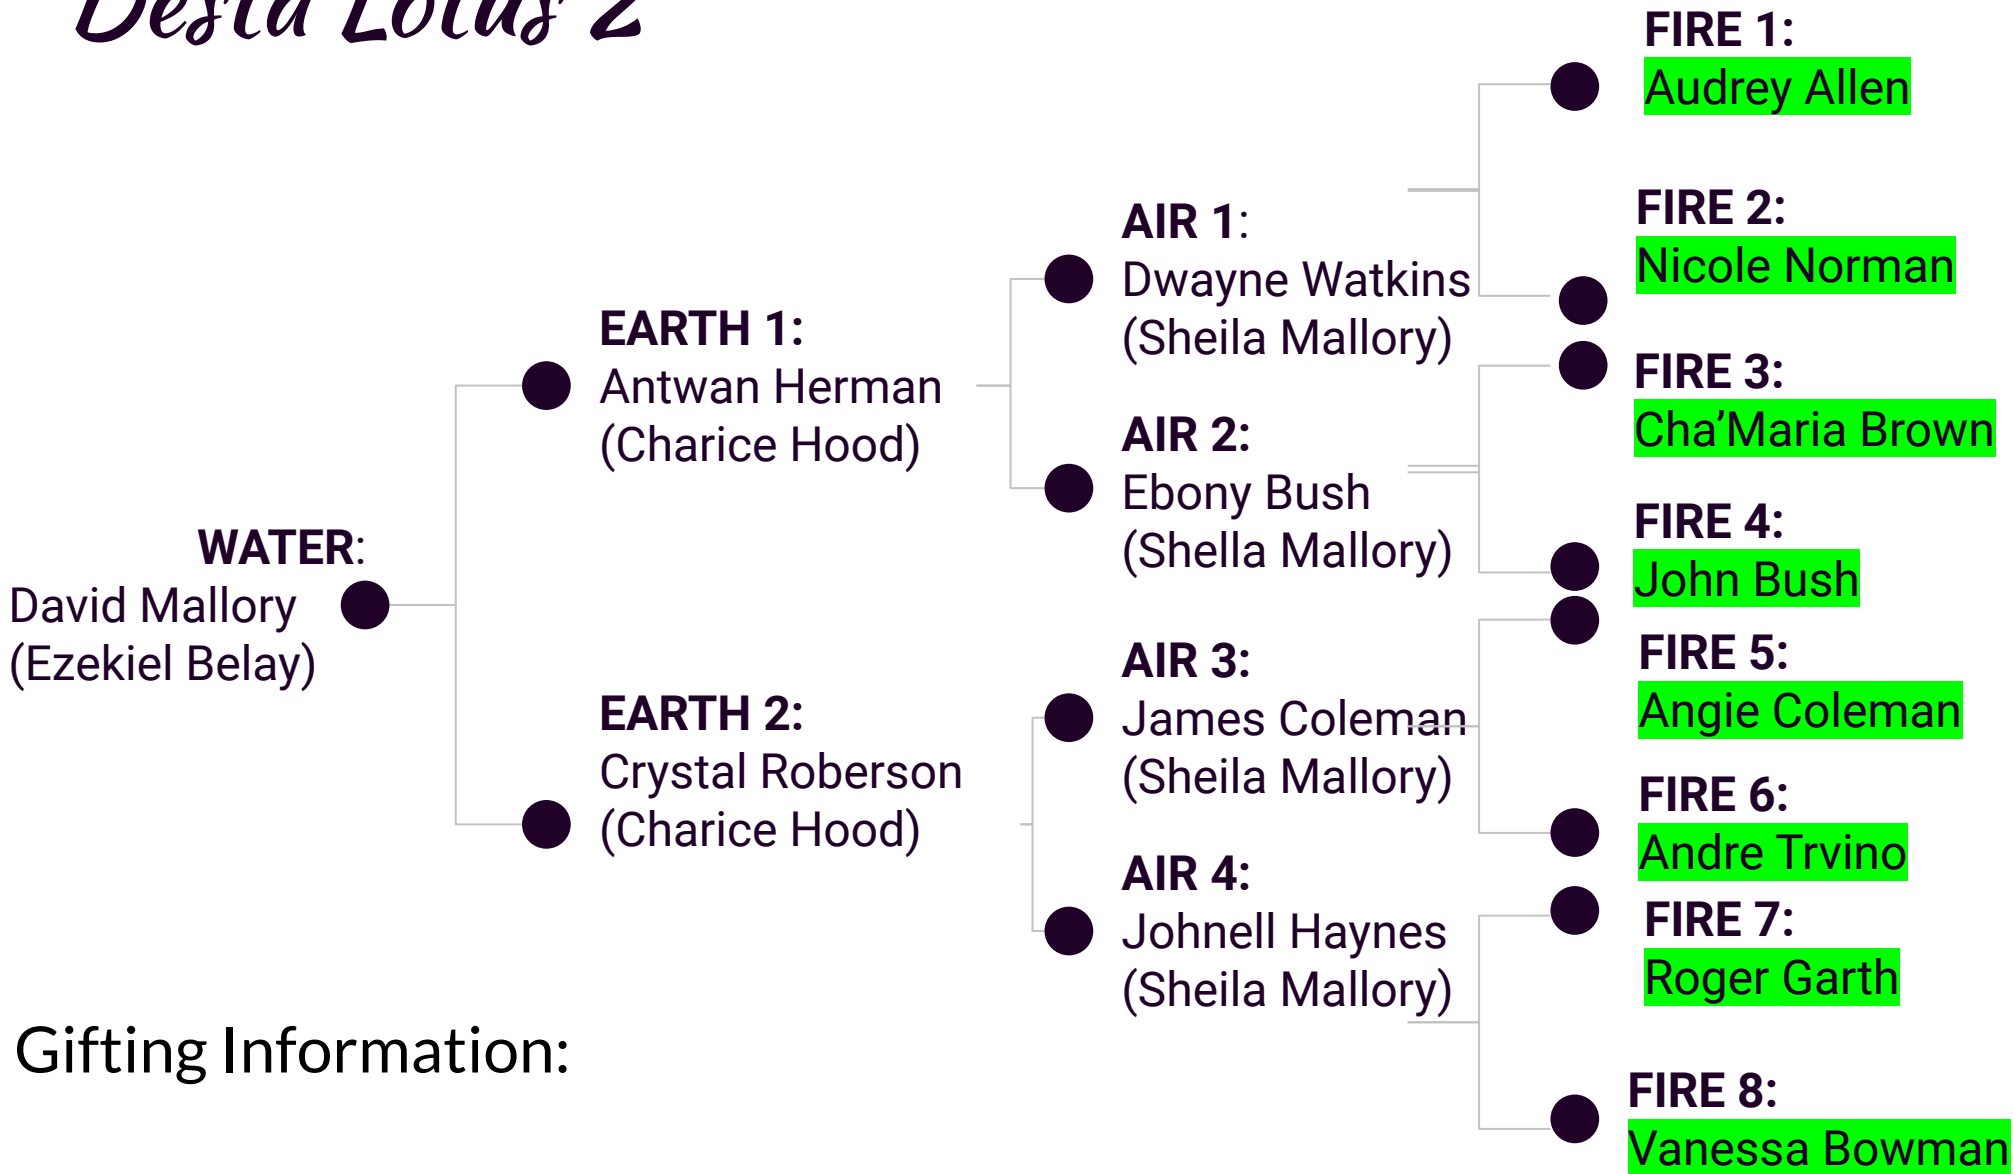 Desta Lotus 2
WATER:
David Mallory
(Ezekiel Belay)
EARTH 1:
Antwan Herman
(Charice Hood)
EARTH 2:
Crystal Roberson
(Charice Hood)
AIR 1:
Dwayne Watkins
(Sheila Mallory)
AIR 2:
Ebony Bush
(Shella Mallory)
AIR 3:
James Coleman
(Sheila Mallory)
AIR 4:
Johnell Haynes
(Sheila Mallory)
FIRE 1:
Audrey Allen
FIRE 2:
Nicole Norman
FIRE 3:
Cha’Maria Brown
FIRE 4:
John Bush
FIRE 5:
Angie Coleman
FIRE 6:
Andre Trvino
FIRE 7:
Roger Garth
FIRE 8:
Vanessa Bowman
Gifting Information: